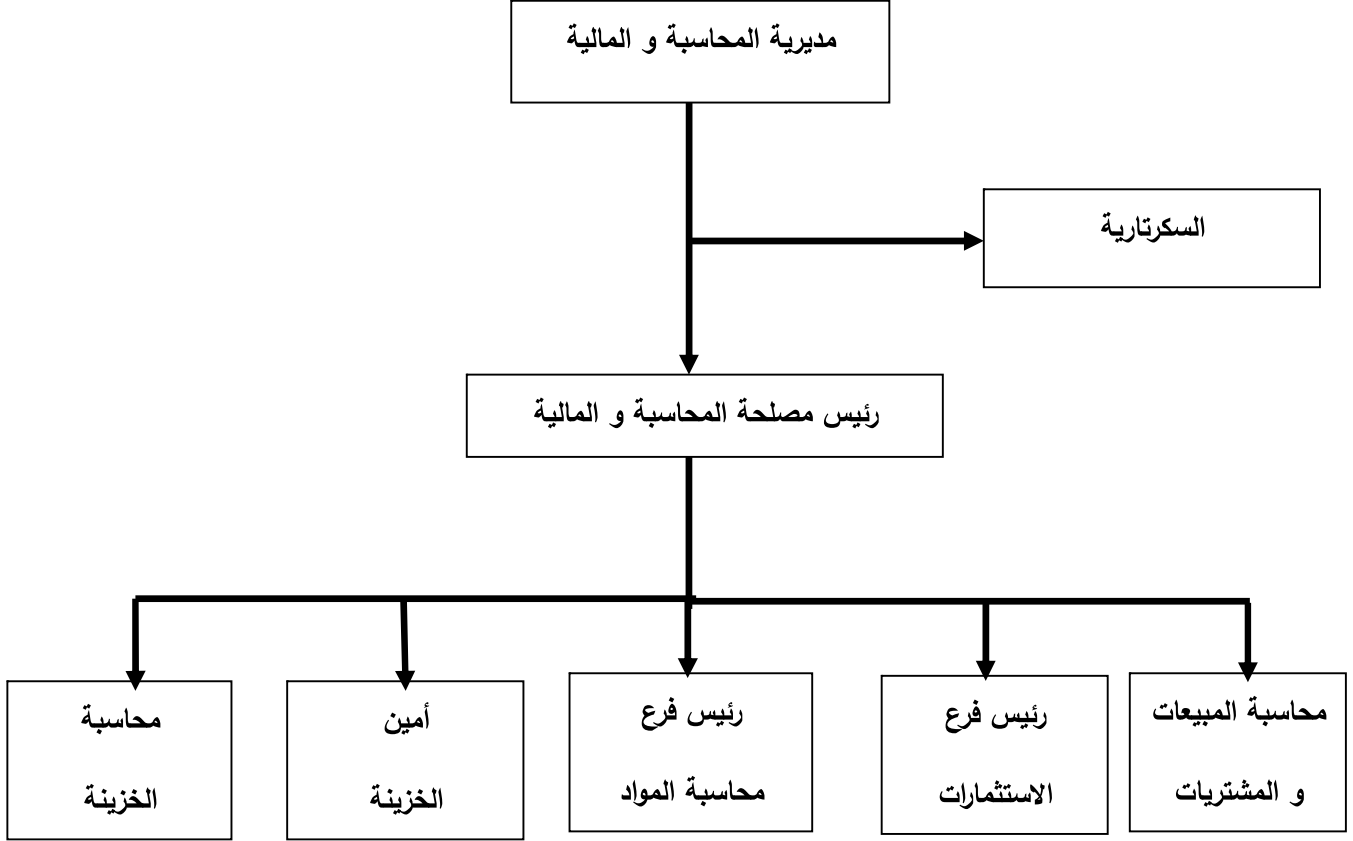 مديرية المحاسبة و المالية
السكرتارية
رئيس مصلحة المحاسبة و المالية
محاسبة المبيعات
و المشتريات
رئيس فرع
الاستثمارات
رئيس فرع
محاسبة المواد
أمين
الخزينة
محاسبة
الخزينة